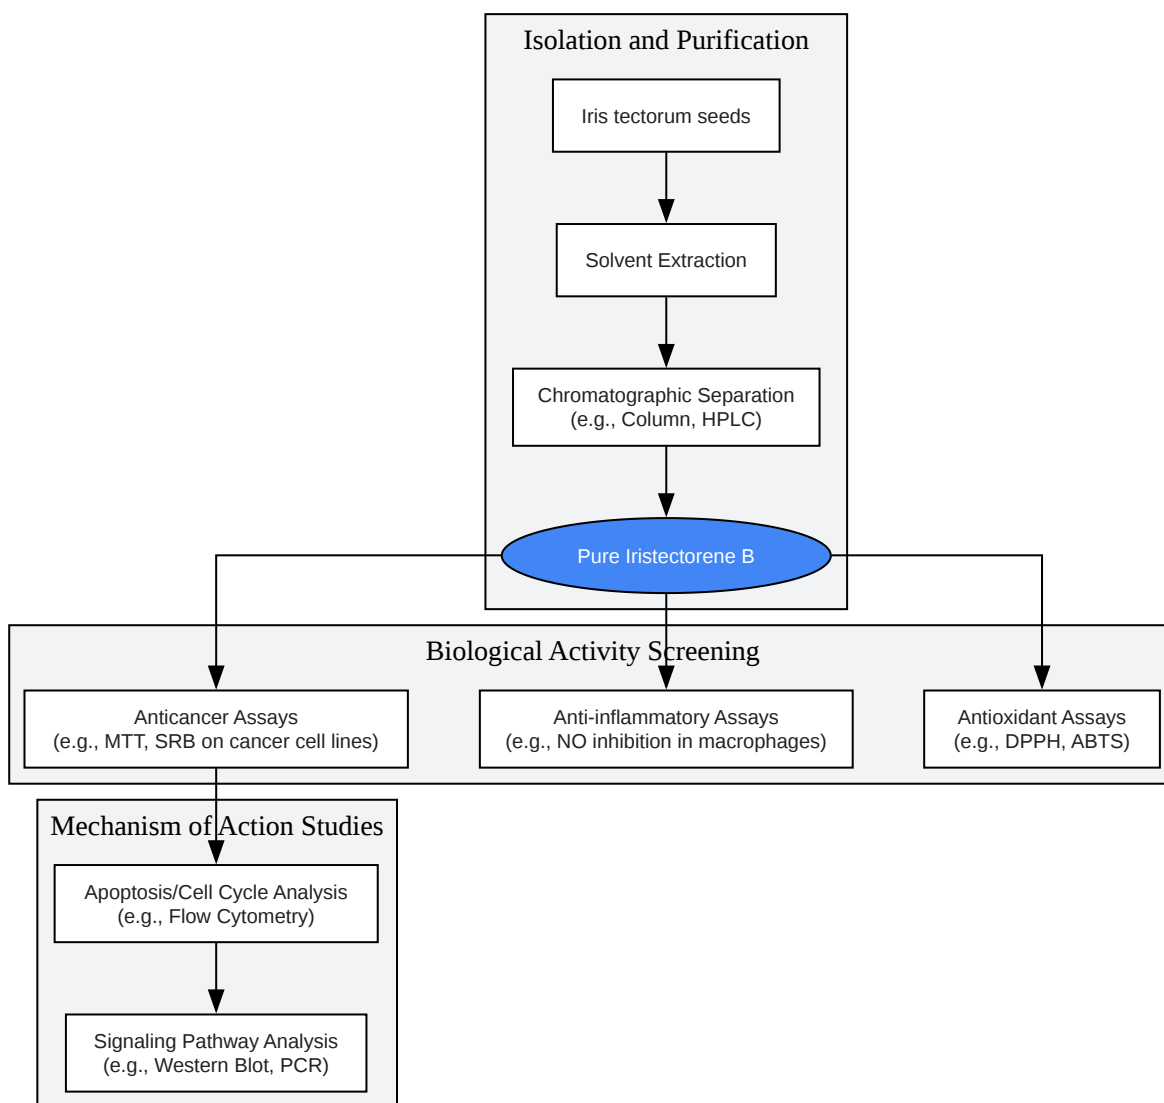 Isolation and Purification
Iris tectorum seeds
Solvent Extraction
Chromatographic Separation
(e.g., Column, HPLC)
Pure Iristectorene B
Biological Activity Screening
Anticancer Assays
(e.g., MTT, SRB on cancer cell lines)
Anti-inflammatory Assays
(e.g., NO inhibition in macrophages)
Antioxidant Assays
(e.g., DPPH, ABTS)
Mechanism of Action Studies
Apoptosis/Cell Cycle Analysis
(e.g., Flow Cytometry)
Signaling Pathway Analysis
(e.g., Western Blot, PCR)